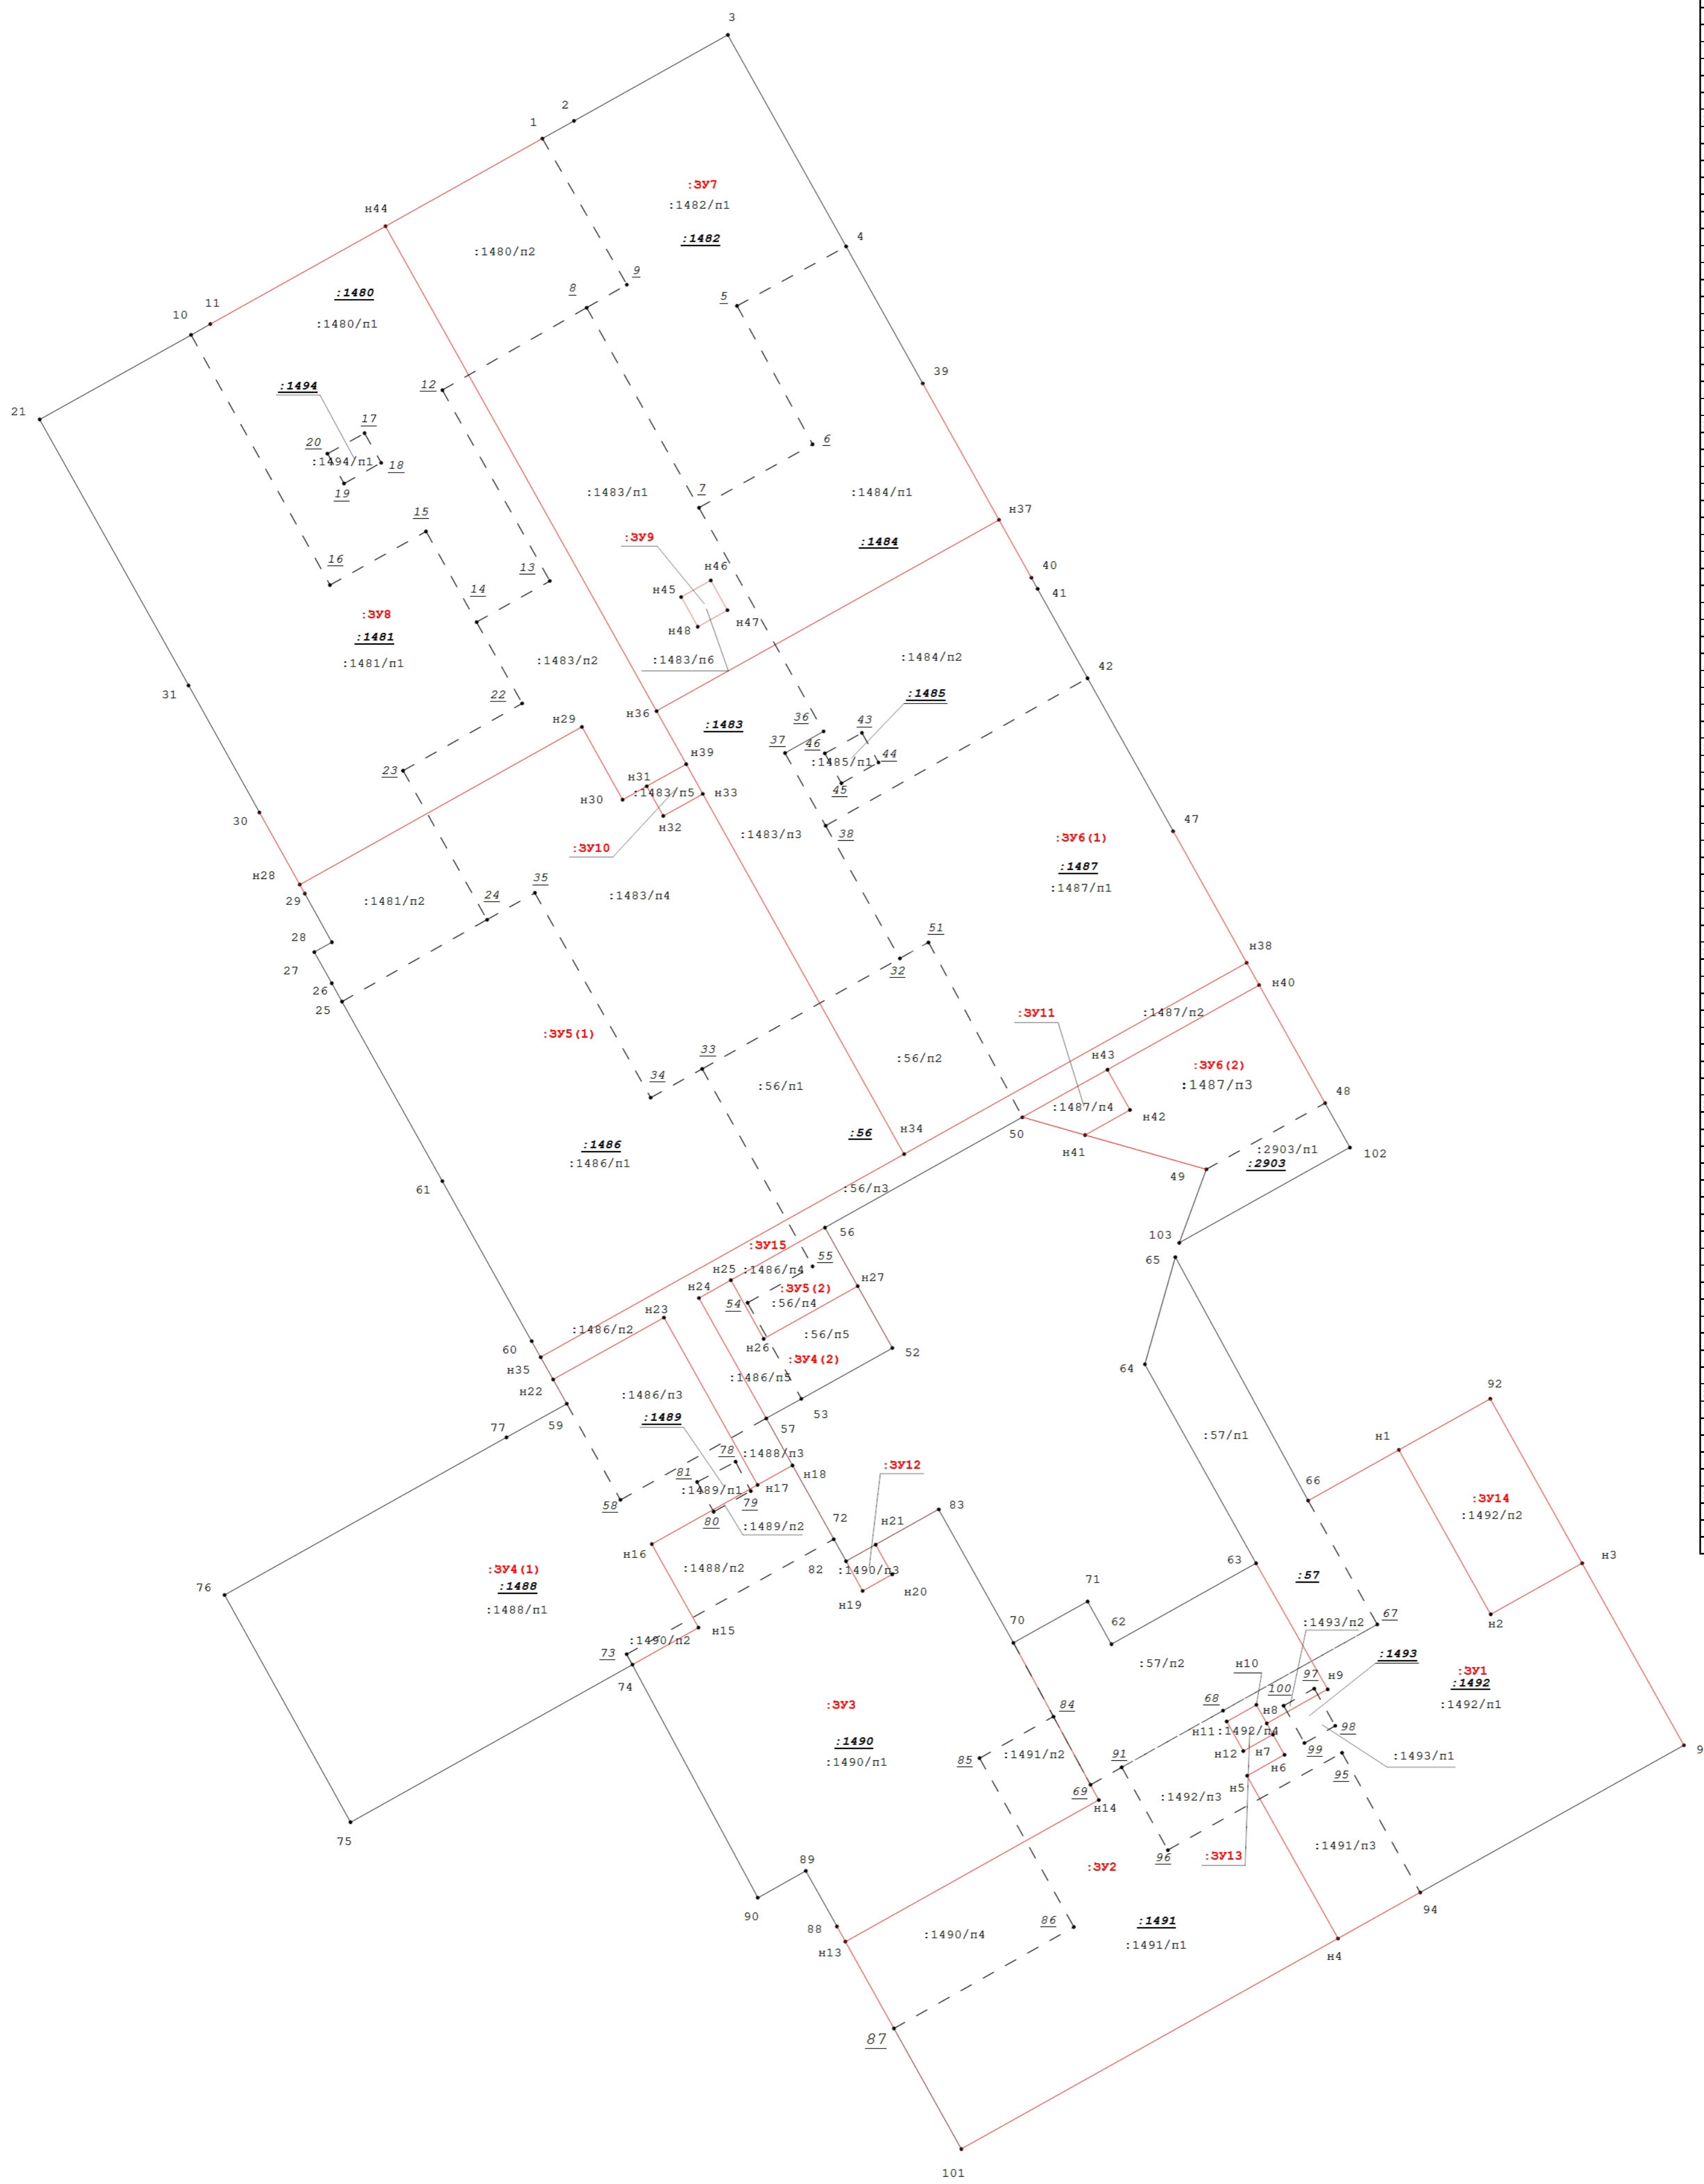 3
2
1
:ЗУ7
:1482/п1
н44
:1482
4
:1480/п2
9
8
5
:1480
11
10
:1480/п1
39
12
:1494
21
17
20
6
:1494/п1
18
19
7
:1483/п1
:1484/п1
15
н37
:ЗУ9
:1484
16
13
н46
40
14
н45
41
:ЗУ8
н47
н48
:1481
:1483/п2
:1483/п6
:1484/п2
:1481/п1
42
31
22
:1485
н36
н29
36
43
:1483
37
46
н39
44
23
:1485/п1
н31
45
:1483/п5
н33
н30
30
н32
47
:1483/п3
38
:ЗУ6(1)
:ЗУ10
:1487
н28
35
:1487/п1
29
24
:1483/п4
:1481/п2
51
28
н38
27
32
26
н40
25
:ЗУ11
:1487/п2
:ЗУ5(1)
33
н43
:56/п2
:ЗУ6(2)
34
:56/п1
:1487/п3
48
:1487/п4
н42
50
:56
н34
:1486
н41
:1486/п1
:2903/п1
102
:2903
49
61
:56/п3
56
103
:ЗУ15
55
65
н25
:1486/п4
н24
н27
:ЗУ5(2)
54
:56/п4
н23
:1486/п2
:56/п5
60
н26
52
:ЗУ4(2)
н35
64
:1486/п5
н22
92
:1486/п3
53
:1489
59
57
77
:57/п1
н1
78
:1488/п3
81
:ЗУ12
н18
66
:1489/п1
н17
:ЗУ14
58
79
83
:1492/п2
80
:1489/п2
72
н21
н16
63
н3
:ЗУ4(1)
:1488/п2
82
:1490/п3
:57
:1488
н20
76
71
н19
:1488/п1
67
62
н2
70
:1493/п2
н15
:1490/п2
73
:1493
:57/п2
н10
74
97
н9
:ЗУ1
100
:1492
:ЗУ3
68
:1492/п1
84
н8
98
н11
:1492/п4
:1490
9
85
:1491/п2
н12
н7
99
:1490/п1
91
н6
:1493/п1
95
н5
69
:1492/п3
н14
75
:1491/п3
:ЗУ13
96
89
:ЗУ2
90
94
86
:1491
88
:1490/п4
:1491/п1
н13
н4
87
101